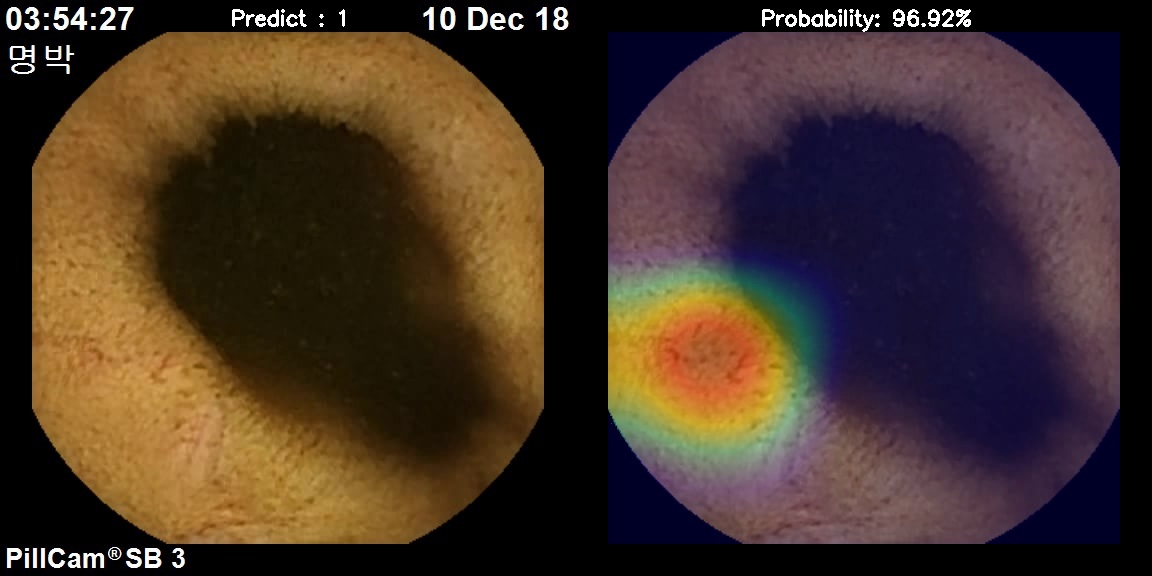 03:54:27 Predict : 1 10 Dec 18 Probability: 96.92%
명박
PillCam® SB 3